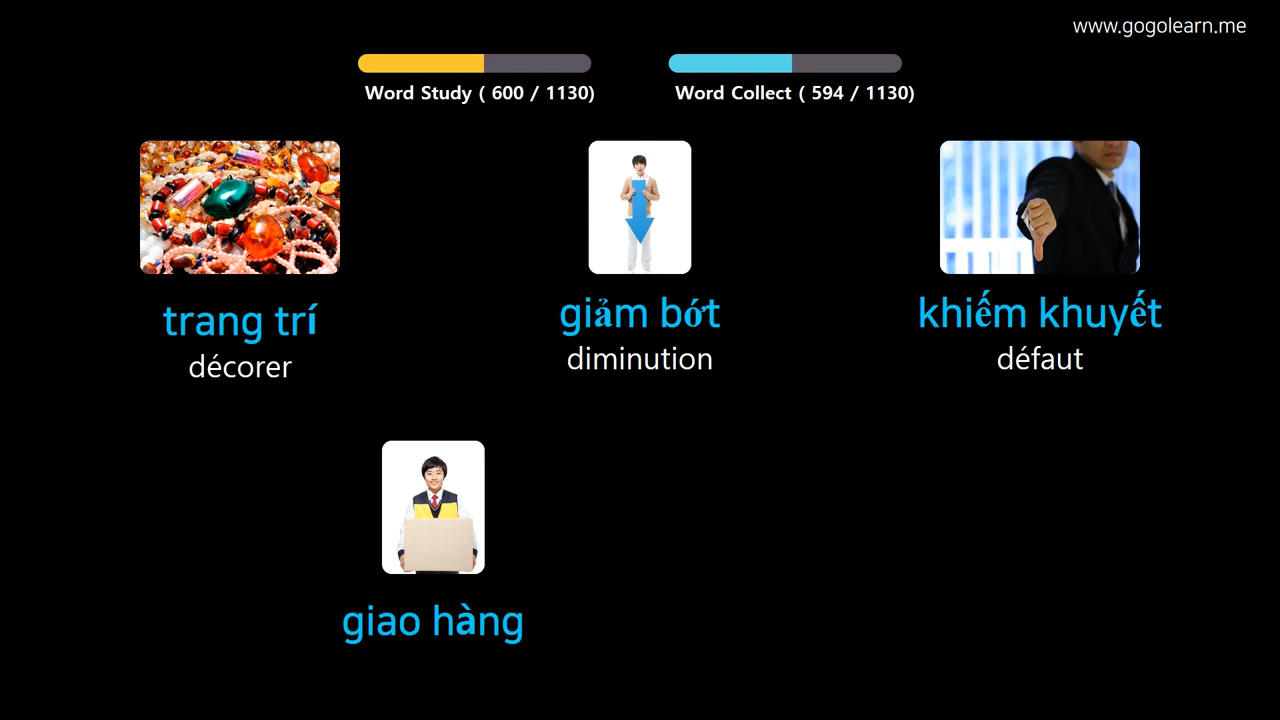 www.gogolearn.me
Word Study ( 600 / 1130)
Word Collect ( 594 / 1130)
trang trí
décorer
giảm bớt
diminution
khiếm khuyết
défaut
giao hàng